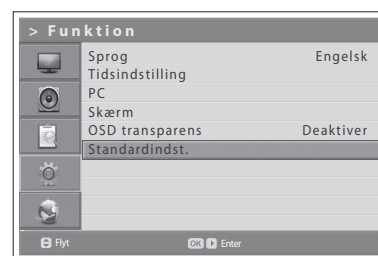 > Funktion
Sprog Engelsk
Tidsindstilling
PC
Skærm
OSD transparens Deaktiver
Standardindst.
Flyt OK Enter